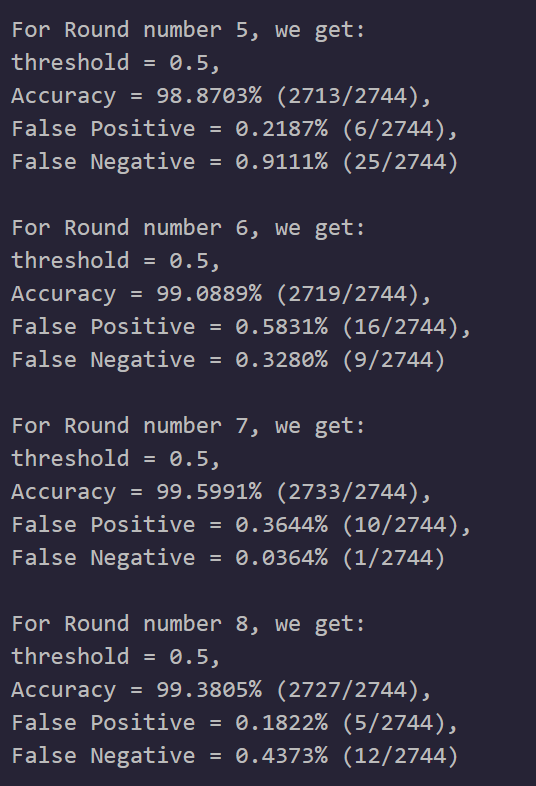 For Round number 5, we get:
threshold = 0.5,
Accuracy = 98.8703% (2713/2744),
False Positive = 0.2187% (6/2744),
False Negative = 0.9111% (25/2744)
For Round number 6, we get:
threshold = 0.5,
Accuracy = 99.0889% (2719/2744),
False Positive = 0.5831% (16/2744),
False Negative = 0.3280% (9/2744)
For Round number 7, we get:
threshold = 0.5,
Accuracy = 99.5991% (2733/2744),
False Positive = 0.3644% (10/2744),
False Negative = 0.0364% (1/2744)
For Round number 8, we get:
threshold = 0.5,
Accuracy = 99.3805% (2727/2744),
False Positive = 0.1822% (5/2744),
False Negative = 0.4373% (12/2744)